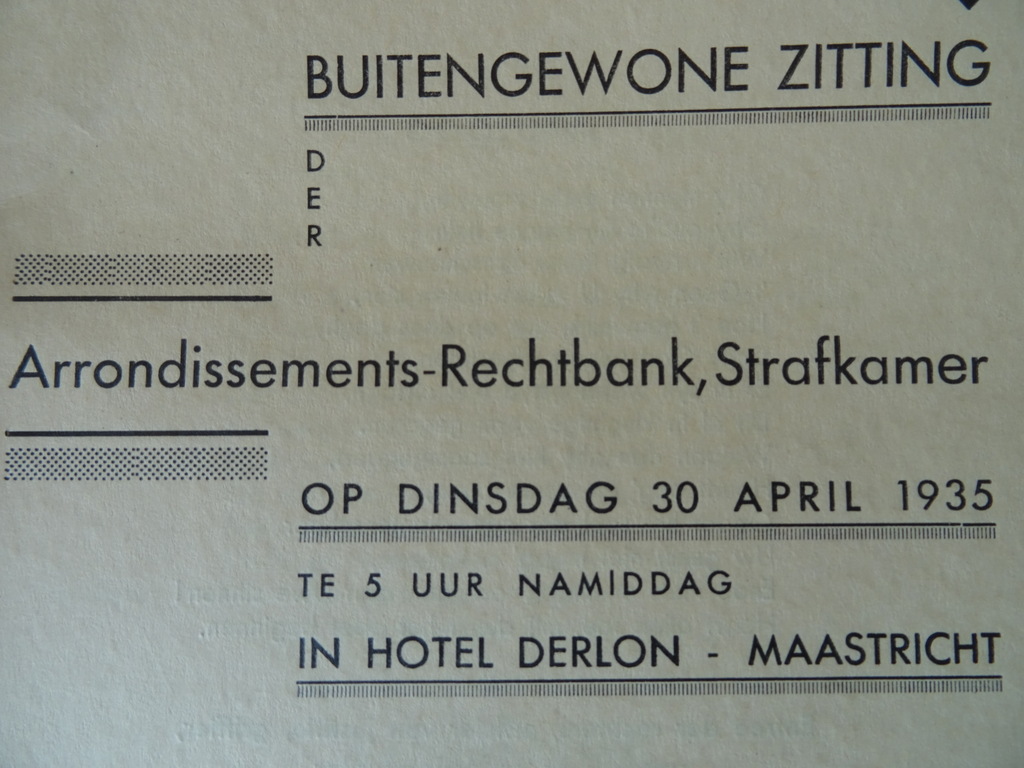 BUITENGEWONE ZITTING
D
E
R
Arrondissements-Rechtbank, Strafkamer
OP DINSDAG 30 APRIL 1935
TE 5 UUR NAMIDDAG
IN HOTEL DERLON - MAASTRICHT